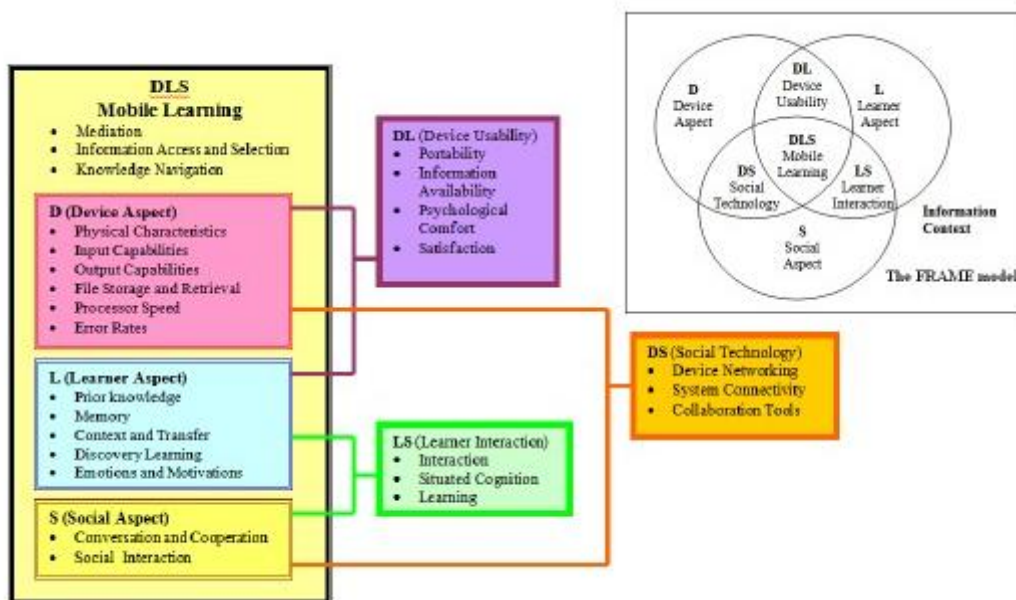 DLS
Mobile Learning
• Mediation
• Information Access and Selection
• Knowledge Navigation
D (Device Aspect)
• Physical Characteristics
• Input Capabilities
• Output Capabilities
• File Storage and Retrieval
• Processor Speed
• Error Rates
L (Learner Aspect)
• Prior knowledge
• Memory
• Context and Transfer
• Discovery Learning
• Emotions and Motivations
S (Social Aspect)
• Conversation and Cooperation
• Social Interaction
DL (Device Usability)
• Portability
• Information
Availability
• Psychological
Comfort
• Satisfaction
LS (Learner Interaction)
• Interaction
• Situated Cognition
• Learning
DS (Social Technology)
• Device Networking
• System Connectivity
• Collaboration Tools
D
Device
Aspect
DL
Device
Usability
L
Learner
Aspect
DLS
Mobile
Learning
DS
Social
Technology
LS
Learner
Interaction
S
Social
Aspect
Information
Context
The FRAME model